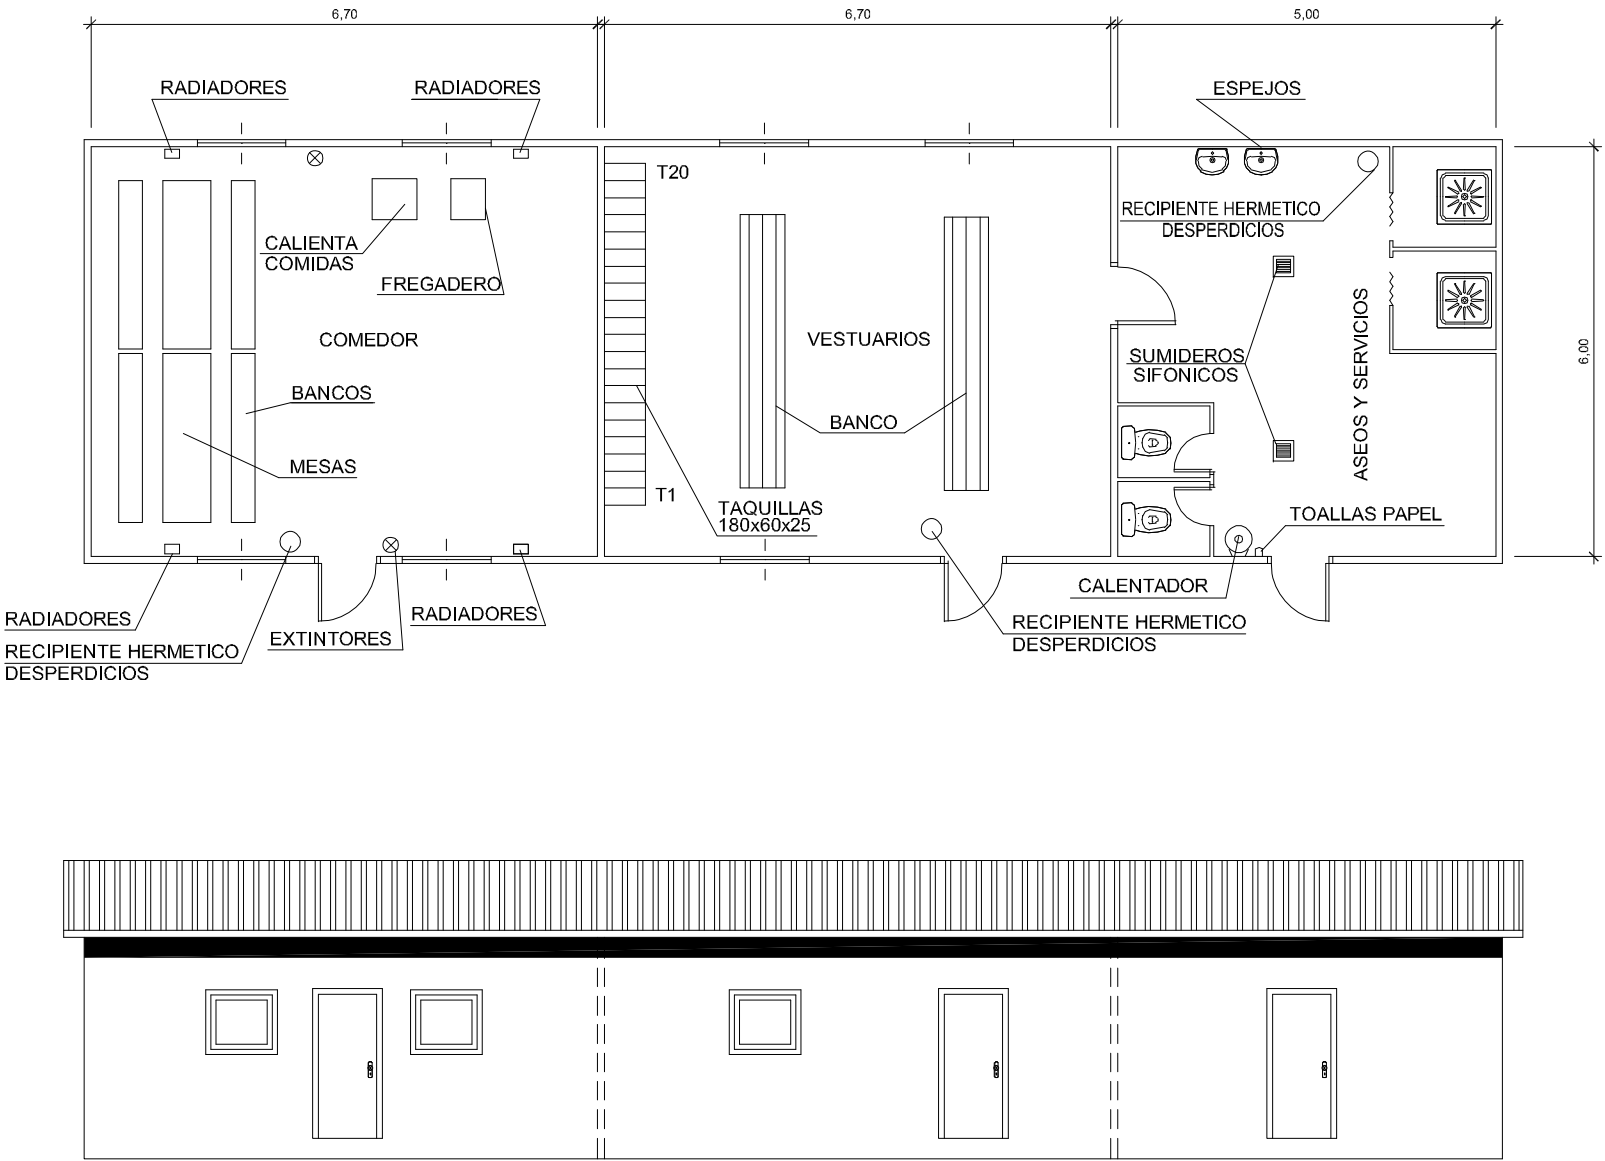 6,70
6,70
5,00
RADIADORES
RADIADORES
ESPEJOS
T20
RECIPIENTE HERMETICO
DESPERDICIOS
CALIENTA
COMIDAS
FREGADERO
COMEDOR
VESTUARIOS
SUMIDEROS
SIFONICOS
ASEOS Y SERVICIOS
6,00
BANCOS
BANCO
MESAS
T1
TAQUILLAS
180x60x25
TOALLAS PAPEL
CALENTADOR
RADIADORES
RADIADORES
EXTINTORES
RECIPIENTE HERMETICO
DESPERDICIOS
RECIPIENTE HERMETICO
DESPERDICIOS